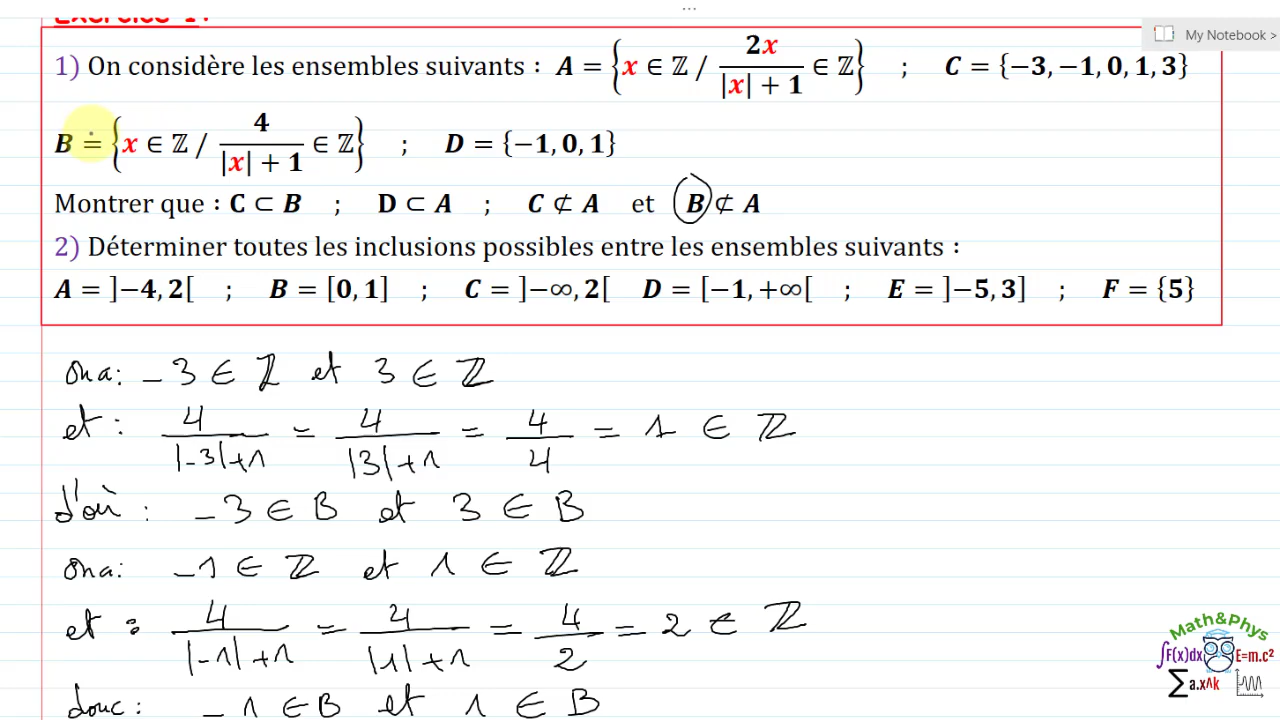 ...
My Notebook >
Exercice 1:
1) On considère les ensembles suivants : A = {x ∈ ℤ / 2x/(|x| + 1) ∈ ℤ} ; C = {−3, −1, 0, 1, 3}
B = {x ∈ ℤ / 4/(|x| + 1) ∈ ℤ} ; D = {−1, 0, 1}
Montrer que : C ⊂ B ; D ⊂ A ; C ⊄ A et B ⊄ A
2) Déterminer toutes les inclusions possibles entre les ensembles suivants :
A = ]−4, 2[ ; B = [0, 1] ; C = ]−∞, 2[ D = [−1, +∞[ ; E = ]−5, 3] ; F = {5}
ona: −3 ∈ ℤ et 3 ∈ ℤ
et : 4/(|−3|+1) = 4/(|3|+1) = 4/4 = 1 ∈ ℤ
d'où : −3 ∈ B et 3 ∈ B
ona: −1 ∈ ℤ et 1 ∈ ℤ
et : 4/(|−1|+1) = 4/(|1|+1) = 4/2 = 2 ∈ ℤ
donc : −1 ∈ B et 1 ∈ B
Math&Phys
∫F(x)dx E=m.c²
∑ a.x∧k